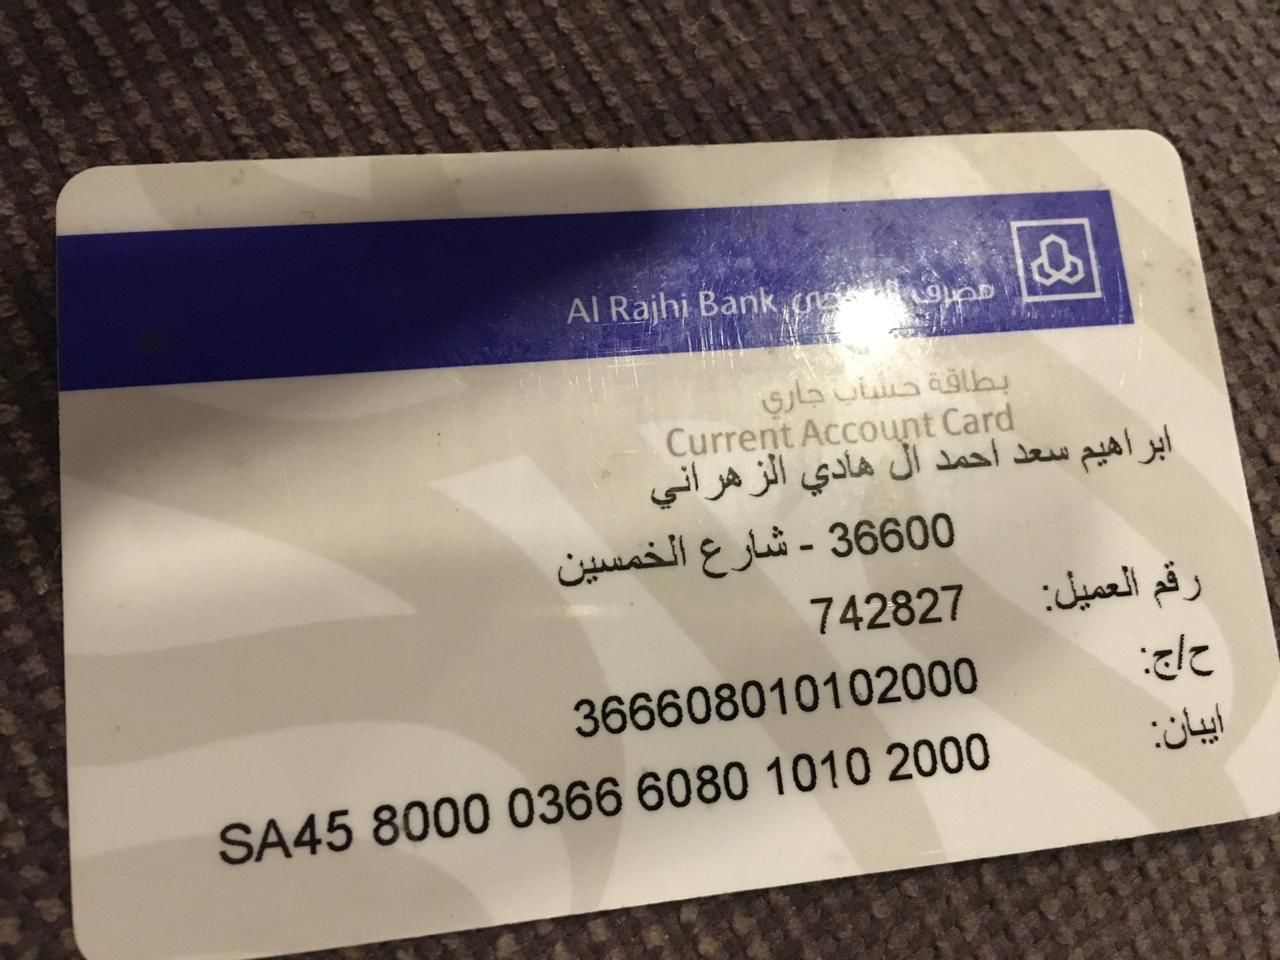 مصرف الراجحي Al Rajhi Bank
بطاقة حساب جاري
Current Account Card
ابراهيم سعد احمد ال هادي الزهراني
36600 - شارع الخمسين
رقم العميل: 742827
ح/ج: 366608010102000
ايبان: SA45 8000 0366 6080 1010 2000